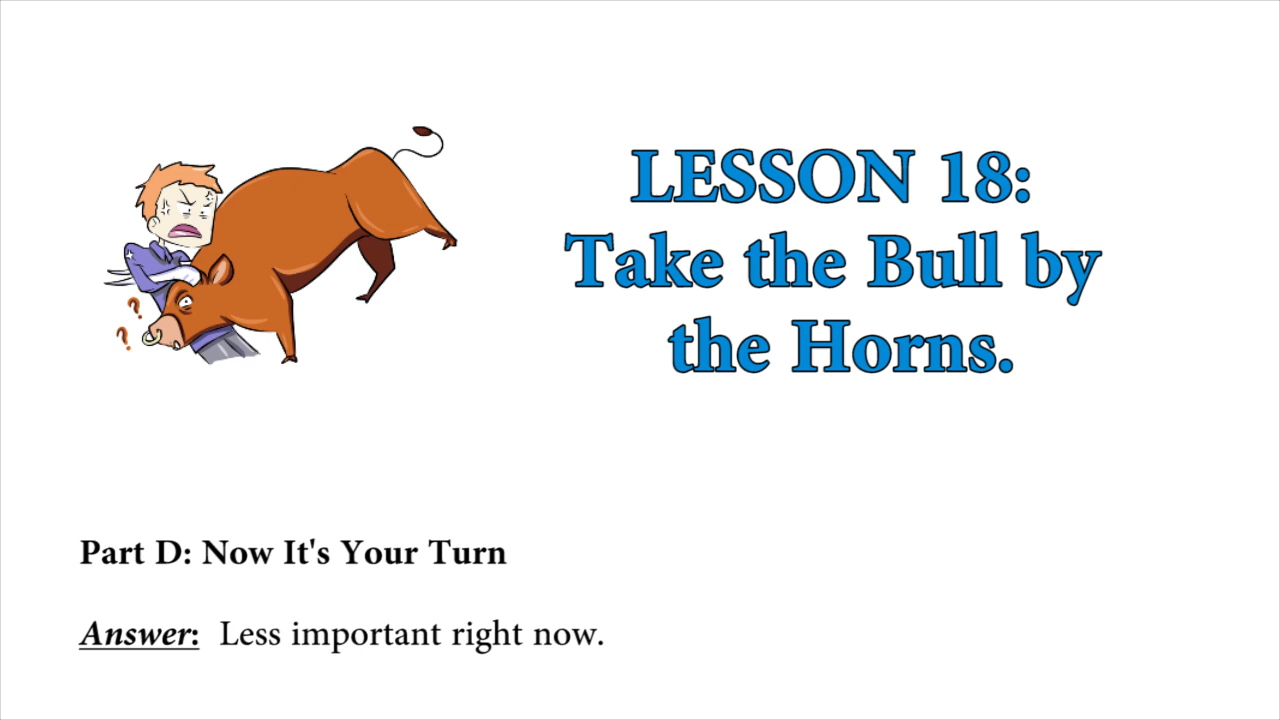 LESSON 18:
Take the Bull by
the Horns.
? ?
Part D: Now It's Your Turn
Answer: Less important right now.